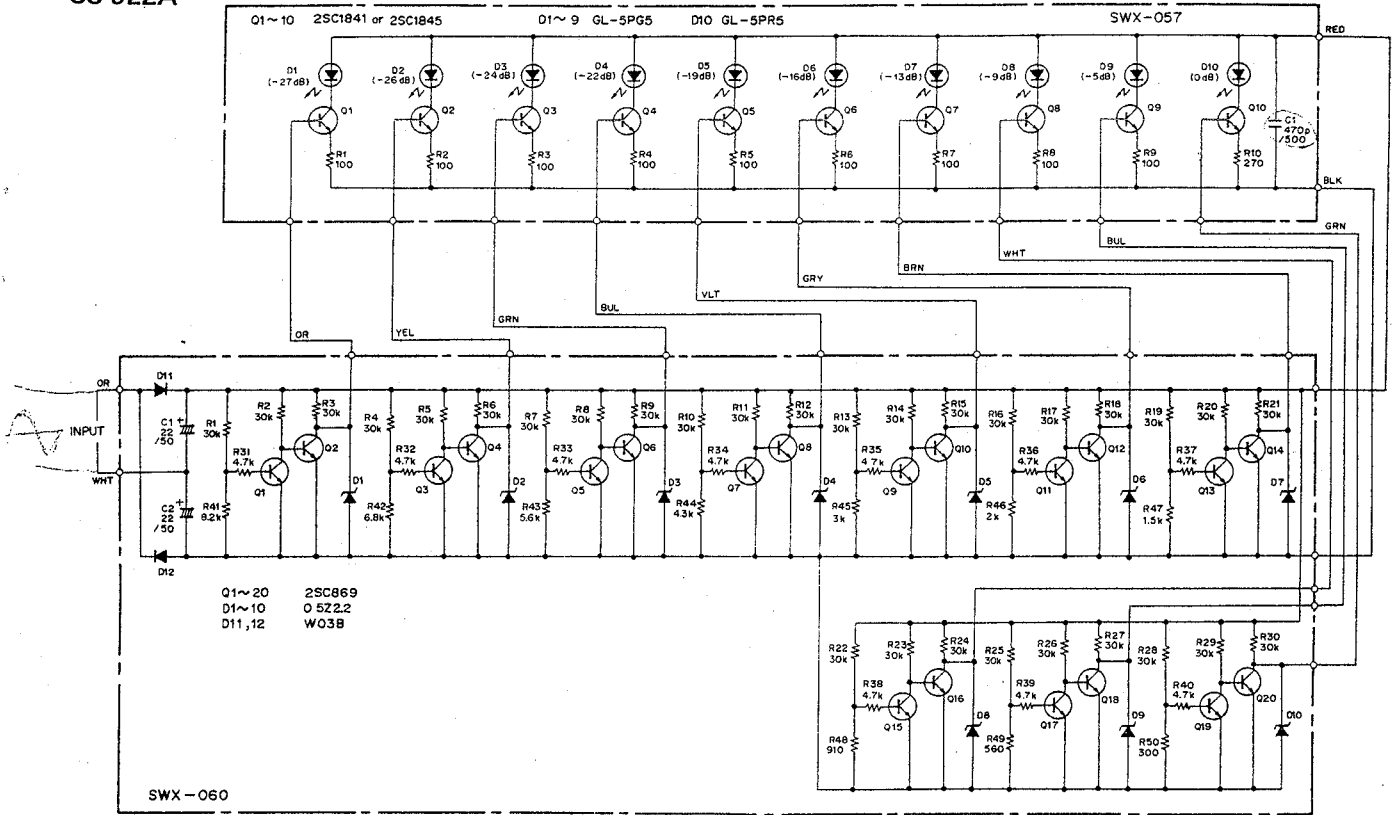 Q1~10 2SC1841 or 2SC1845 D1~9 GL-5PG5 D10 GL-5PR5 SWX-057
RED
D1 D2 D3 D4 D5 D6 D7 D8 D9 D10
(-27dB) (-26dB) (-24dB) (-22dB) (-19dB) (-16dB) (-13dB) (-9dB) (-5dB) (0dB)
Q1 Q2 Q3 Q4 Q5 Q6 Q7 Q8 Q9 Q10
C1
470p
/500
R1 R2 R3 R4 R5 R6 R7 R8 R9 R10
100 100 100 100 100 100 100 100 100 270
BLK
GRN
BUL
WHT
BRN
GRY
VLT
BUL
GRN
YEL
OR
OR D11
R2 R3 R5 R6 R8 R9 R11 R12 R14 R15 R17 R18 R20 R21
30k 30k 30k 30k 30k 30k 30k 30k 30k 30k 30k 30k 30k 30k
R1 R4 R7 R10 R13 R16 R19
30k 30k 30k 30k 30k 30k 30k
C1
22
/50
INPUT
Q2 Q4 Q6 Q8 Q10 Q12 Q14
R31 R32 R33 R34 R35 R36 R37
4.7k 4.7k 4.7k 4.7k 4.7k 4.7k 4.7k
WHT
Q1 Q3 Q5 Q7 Q9 Q11 Q13
D1 D2 D3 D4 D5 D6 D7
C2
22
/50
R41 R42 R43 R44 R45 R46 R47
8.2k 6.8k 5.6k 4.3k 3k 2k 1.5k
D12
Q1~20 2SC869
D1~10 05Z2.2
D11,12 W03B
R22 R23 R24 R25 R26 R27 R28 R29 R30
30k 30k 30k 30k 30k 30k 30k 30k 30k
R38 R39 R40
4.7k 4.7k 4.7k
Q16 Q18 Q20
Q15 Q17 Q19
D8 D9 D10
R48 R49 R50
910 560 300
SWX-060